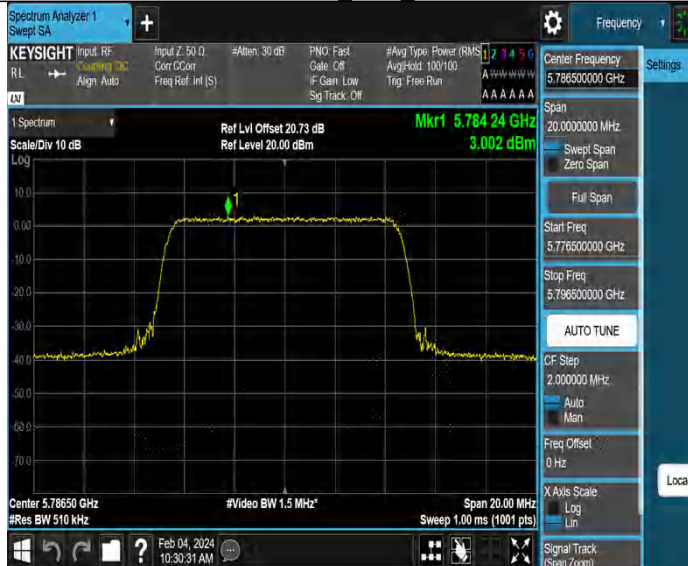 Spectrum Analyzer 1
Swept SA
+
Frequency
KEYSIGHT
RL
LXI
Input: RF
Coupling: DC
Align: Auto
Input Z: 50 Ω
Corr CCorr
Freq Ref: Int (S)
#Atten: 30 dB
PNO: Fast
Gate: Off
IF Gain: Low
Sig Track: Off
#Avg Type: Power (RMS
Avg|Hold: 100/100
Trig: Free Run
1 2 3 4 5 6
A W W W W W
A A A A A A
1 Spectrum
Scale/Div 10 dB
Log
Ref Lvl Offset 20.73 dB
Ref Level 20.00 dBm
Mkr1 5.784 24 GHz
3.002 dBm
1
10.0
0.00
-10.0
-20.0
-30.0
-40.0
-50.0
-60.0
-70.0
Center 5.78650 GHz
#Res BW 510 kHz
#Video BW 1.5 MHz*
Span 20.00 MHz
Sweep 1.00 ms (1001 pts)
?
Feb 04, 2024
10:30:31 AM
Center Frequency
5.786500000 GHz
Span
20.0000000 MHz
Swept Span
Zero Span
Full Span
Start Freq
5.776500000 GHz
Stop Freq
5.796500000 GHz
AUTO TUNE
CF Step
2.000000 MHz
Auto
Man
Freq Offset
0 Hz
X Axis Scale
Log
Lin
Signal Track
(Span Zoom)
Settings
Loca